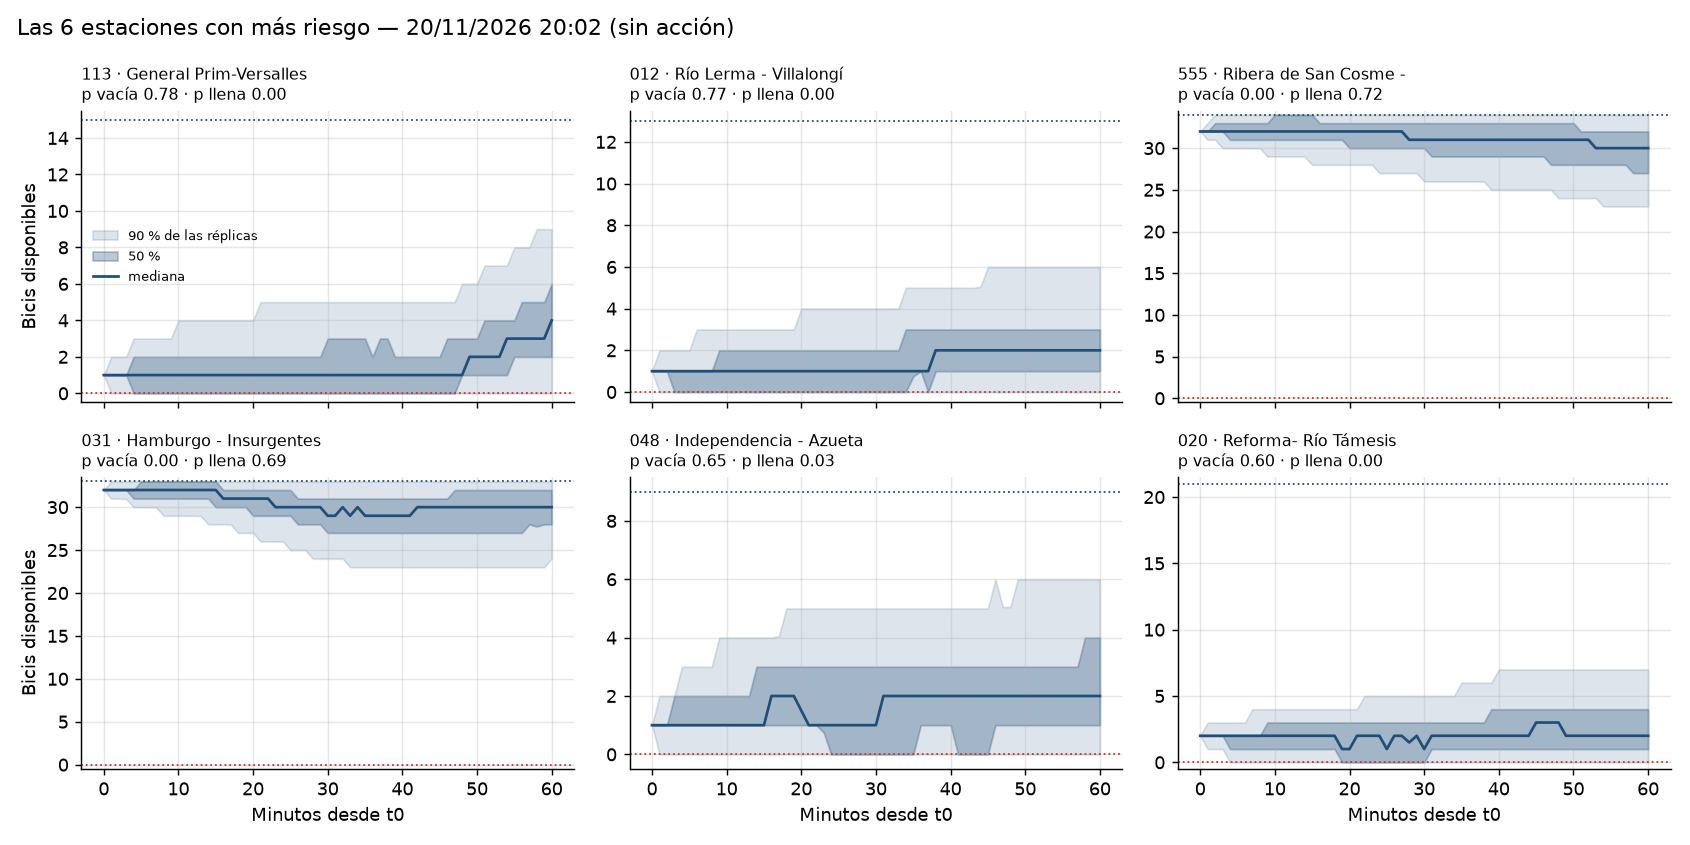 Las 6 estaciones con más riesgo — 20/11/2026 20:02 (sin acción)
113 · General Prim-Versalles
p vacía 0.78 · p llena 0.00
Bicis disponibles
14
12
10
8
6
4
2
0
90 % de las réplicas
50 %
mediana
012 · Río Lerma - Villalongí
p vacía 0.77 · p llena 0.00
12
10
8
6
4
2
0
555 · Ribera de San Cosme -
p vacía 0.00 · p llena 0.72
30
25
20
15
10
5
0
031 · Hamburgo - Insurgentes
p vacía 0.00 · p llena 0.69
Bicis disponibles
30
25
20
15
10
5
0
0 10 20 30 40 50 60
Minutos desde t0
048 · Independencia - Azueta
p vacía 0.65 · p llena 0.03
8
6
4
2
0
0 10 20 30 40 50 60
Minutos desde t0
020 · Reforma- Río Támesis
p vacía 0.60 · p llena 0.00
20
15
10
5
0
0 10 20 30 40 50 60
Minutos desde t0